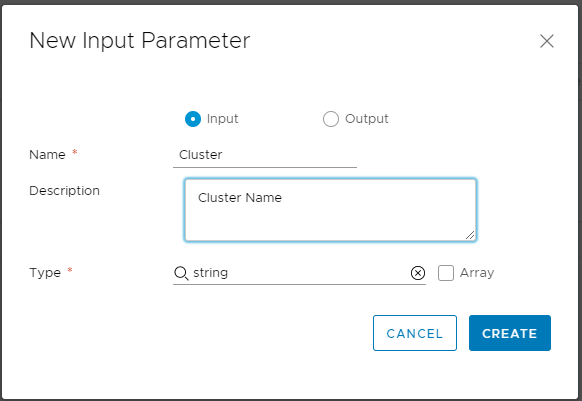 New Input Parameter
Input Output
Name * Cluster
Description Cluster Name
Type * string Array
CANCEL CREATE